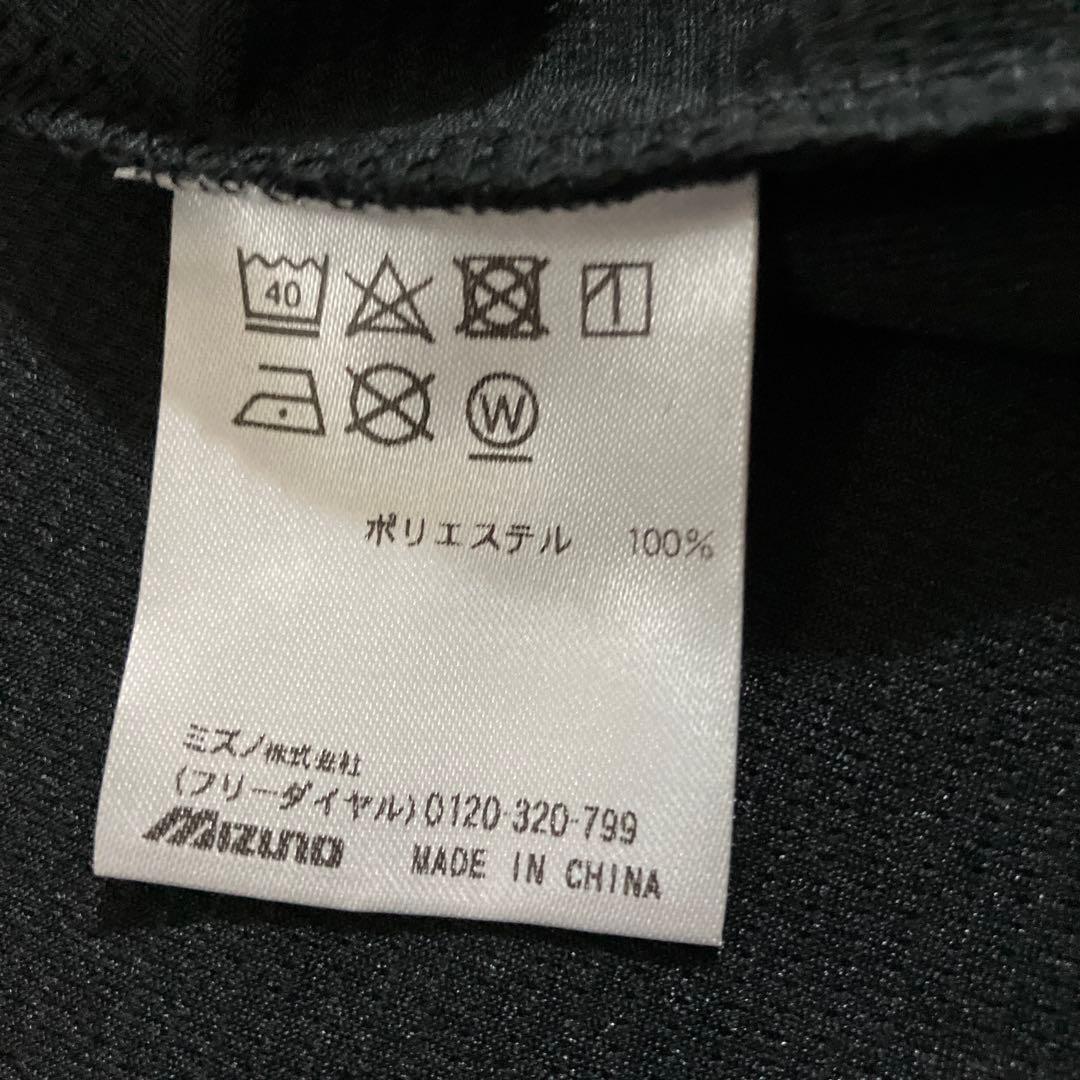 40
W
ポリエステル 100%
ミズノ株式会社
(フリーダイヤル)0120-320-799
MIZUNO MADE IN CHINA